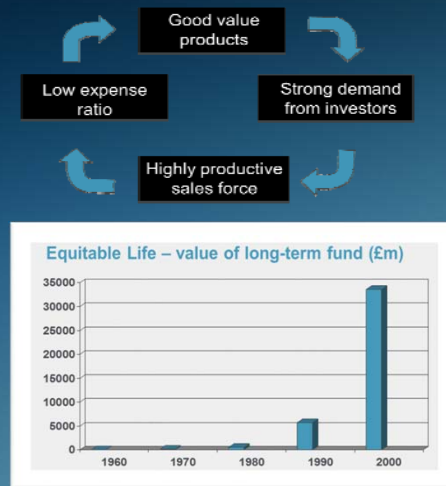 Good value
products
Low expense
ratio
Strong demand
from investors
Highly productive
sales force
Equitable Life – value of long-term fund (£m)
35000
30000
25000
20000
15000
10000
5000
0
1960 1970 1980 1990 2000